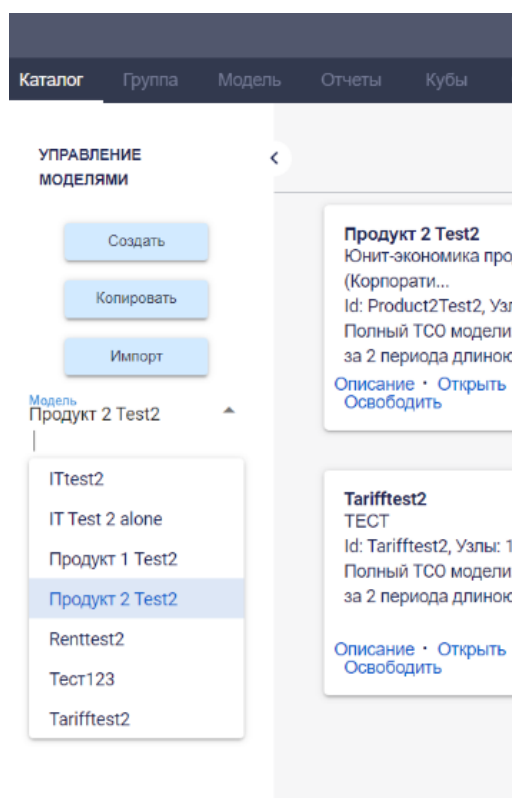 Каталог Группа Модель Отчеты Кубы
УПРАВЛЕНИЕ
МОДЕЛЯМИ
Создать
Копировать
Импорт
Модель
Продукт 2 Test2
ITtest2
IT Test 2 alone
Продукт 1 Test2
Продукт 2 Test2
Renttest2
Тест123
Tarifftest2
Продукт 2 Test2
Юнит-экономика про
(Корпорати...
Id: Product2Test2, Узл
Полный ТСО модели
за 2 периода длиною
Описание · Открыть
Освободить
Tarifftest2
ТЕСТ
Id: Tarifftest2, Узлы: 1
Полный ТСО модели
за 2 периода длиною
Описание · Открыть
Освободить